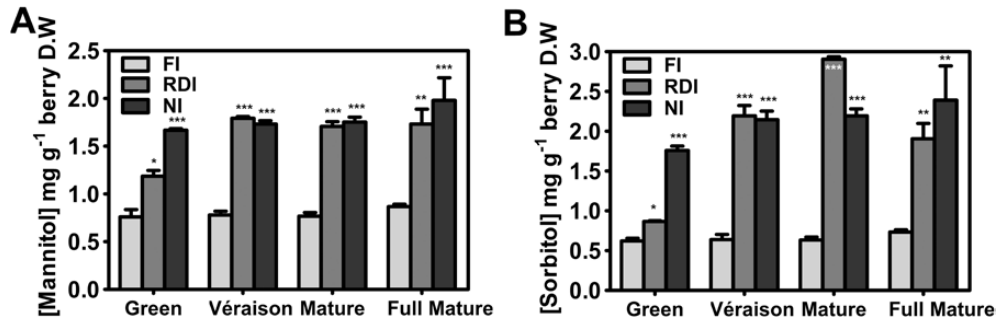 A
[Mannitol] mg g-1 berry D.W
2.5
2.0
1.5
1.0
0.5
0.0
FI
RDI
NI
*
***
***
***
***
***
**
***
Green
Véraison
Mature
Full Mature
B
[Sorbitol] mg g-1 berry D.W
3.0
2.5
2.0
1.5
1.0
0.5
0.0
FI
RDI
NI
*
***
***
***
***
***
**
**
Green
Véraison
Mature
Full Mature